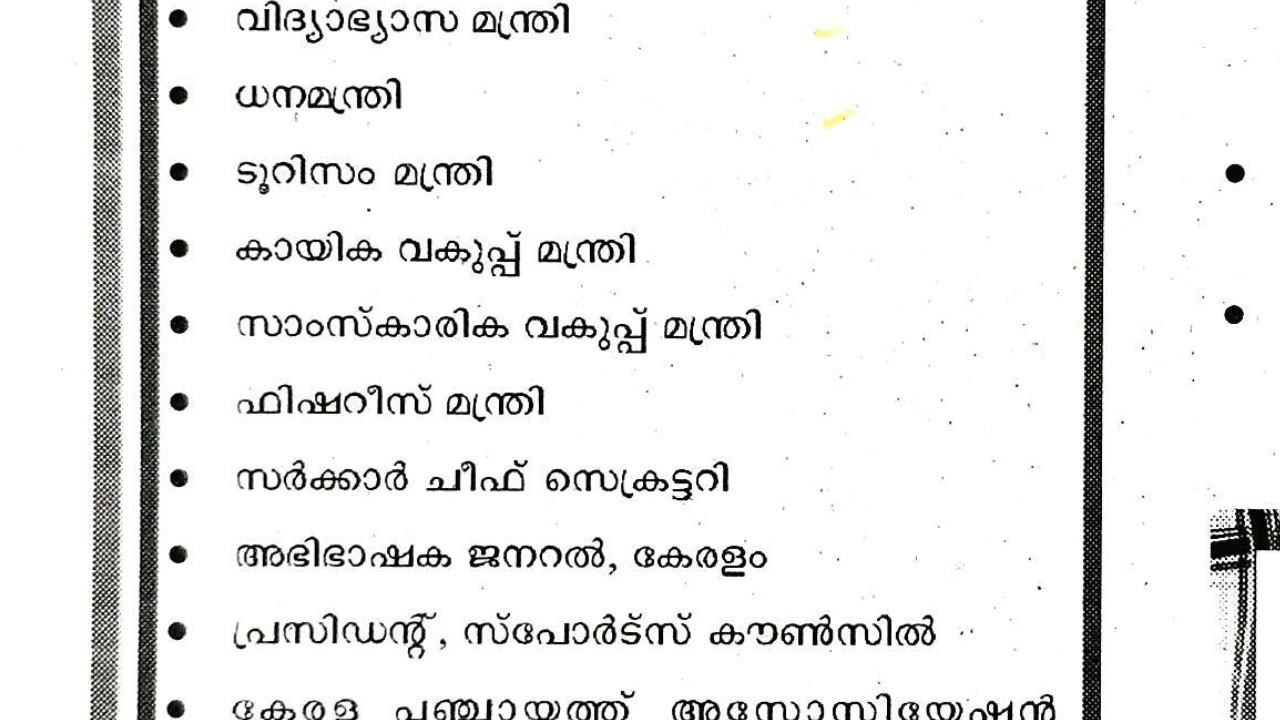 • വിദ്യാഭ്യാസ മന്ത്രി
• ധനമന്ത്രി
• ടൂറിസം മന്ത്രി
• കായിക വകുപ്പ് മന്ത്രി
• സാംസ്കാരിക വകുപ്പ് മന്ത്രി
• ഫിഷറീസ് മന്ത്രി
• സർക്കാർ ചീഫ് സെക്രട്ടറി
• അഭിഭാഷക ജനറൽ, കേരളം
• പ്രസിഡന്റ്, സ്പോർട്സ് കൗൺസിൽ
• കേരള പഞ്ചായത്ത് അസോസിയേഷൻ